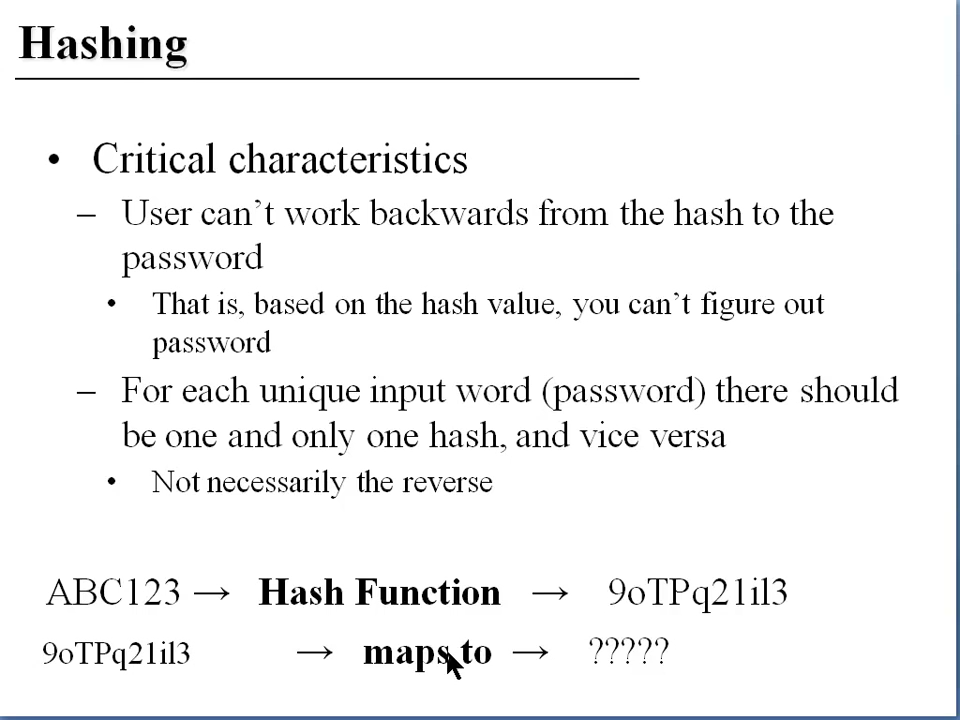 Hashing
• Critical characteristics
– User can’t work backwards from the hash to the
password
• That is, based on the hash value, you can’t figure out
password
– For each unique input word (password) there should
be one and only one hash, and vice versa
• Not necessarily the reverse
ABC123 → Hash Function → 9oTPq21il3
9oTPq21il3 → maps to → ?????